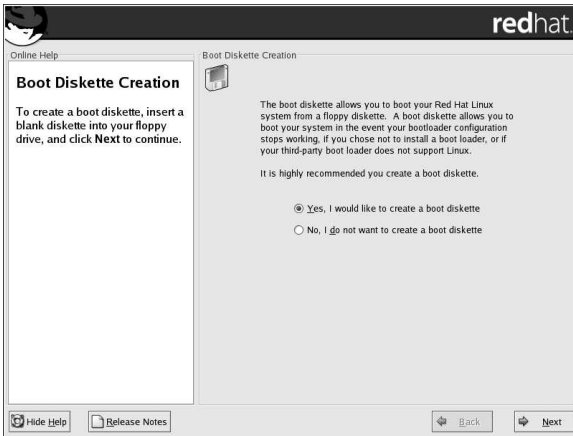 redhat.
Online Help
Boot Diskette Creation
To create a boot diskette, insert a
blank diskette into your floppy
drive, and click Next to continue.
Boot Diskette Creation
The boot diskette allows you to boot your Red Hat Linux
system from a floppy diskette. A boot diskette allows you to
boot your system in the event your bootloader configuration
stops working, if you chose not to install a boot loader, or if
your third-party boot loader does not support Linux.
It is highly recommended you create a boot diskette.
Yes, I would like to create a boot diskette
No, I do not want to create a boot diskette
Hide Help
Release Notes
Back
Next